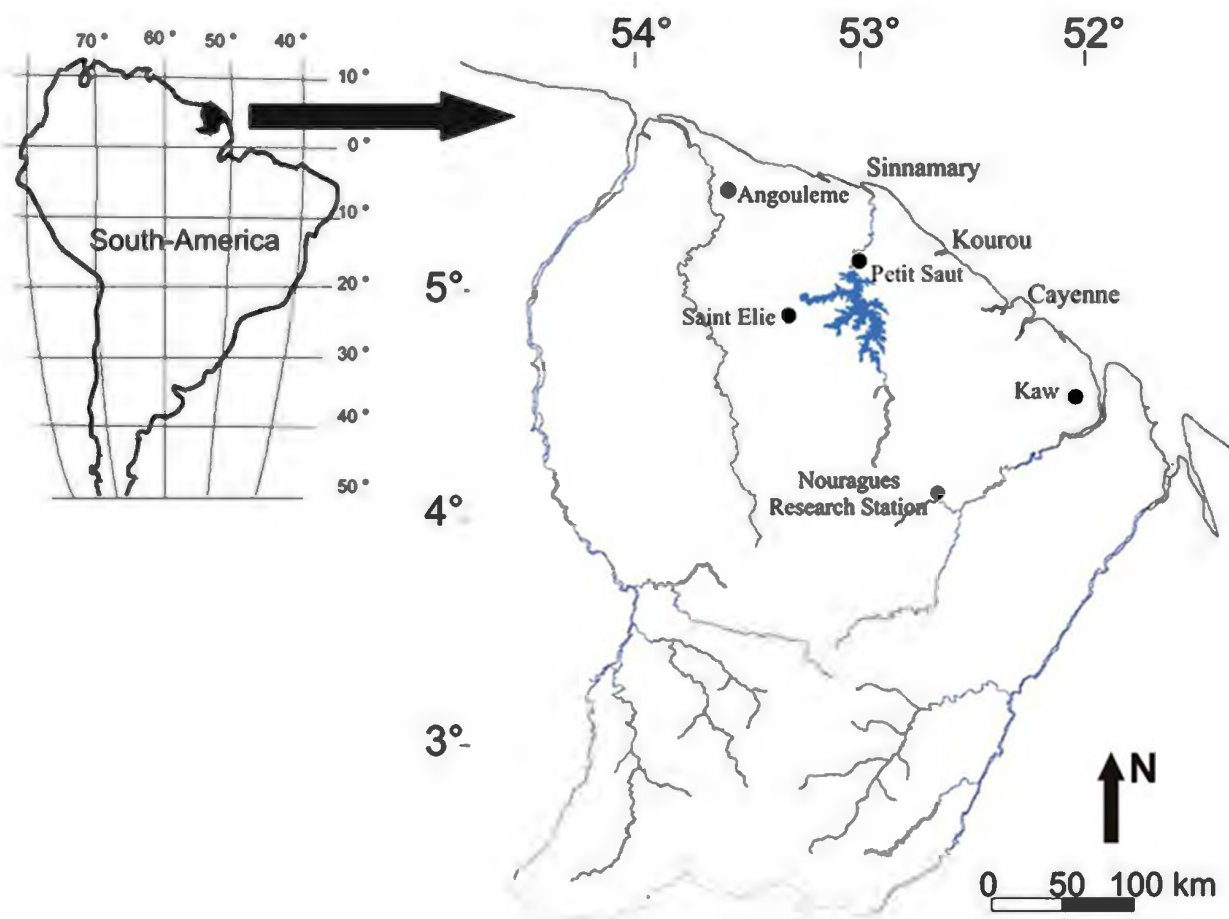 70° 60° 50° 40°
10°
0°
10°
20°
30°
40°
50°
South-America
54° 53° 52°
5°
4°
3°
Sinnamary
Angouleme
Kourou
Petit Saut
Cayenne
Saint Elie
Kaw
Nouragues
Research Station
N
0 50 100 km